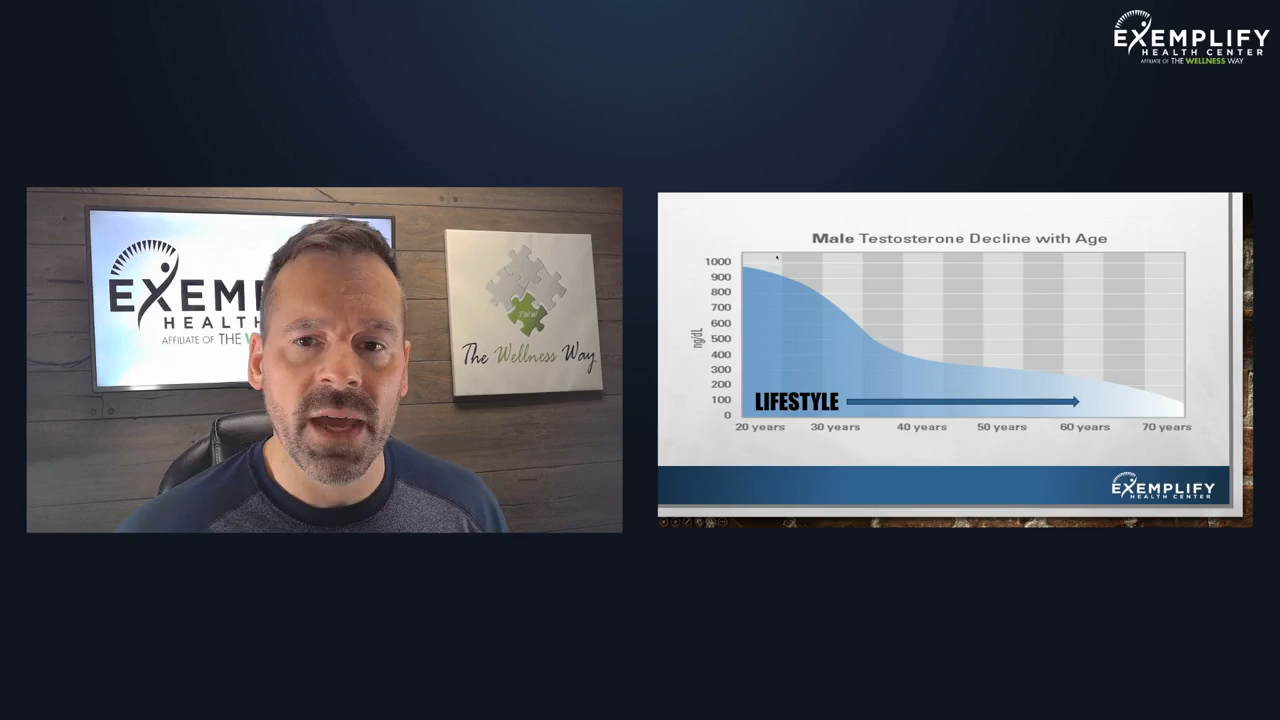 EXEMPLIFY
HEALTH CENTER
AFFILIATE OF THE WELLNESS WAY
EXEM
HEALTH
AFFILIATE OF THE W
The Wellness Way
Male Testosterone Decline with Age
1000
900
800
700
600
500
400
300
200
100
0
ng/dL
LIFESTYLE
20 years 30 years 40 years 50 years 60 years 70 years
EXEMPLIFY
HEALTH CENTER